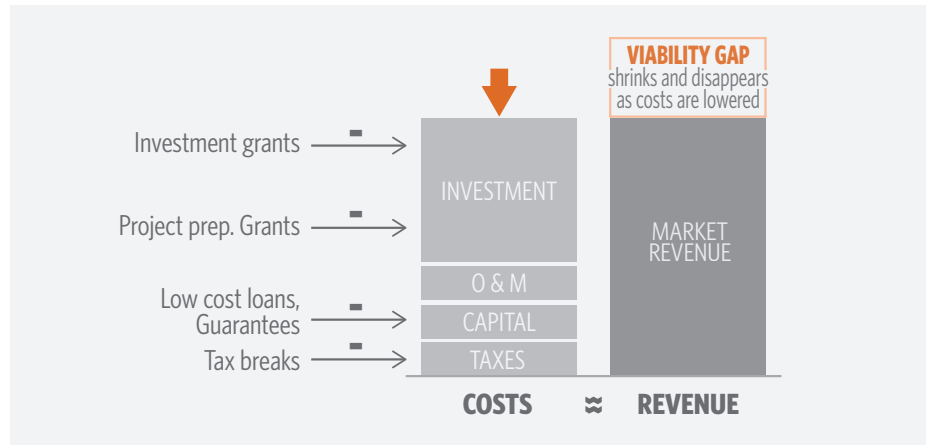 VIABILITY GAP
shrinks and disappears
as costs are lowered
Investment grants
-
INVESTMENT
Project prep. Grants
-
MARKET
REVENUE
O & M
Low cost loans,
Guarantees
-
CAPITAL
Tax breaks
-
TAXES
COSTS ≈ REVENUE